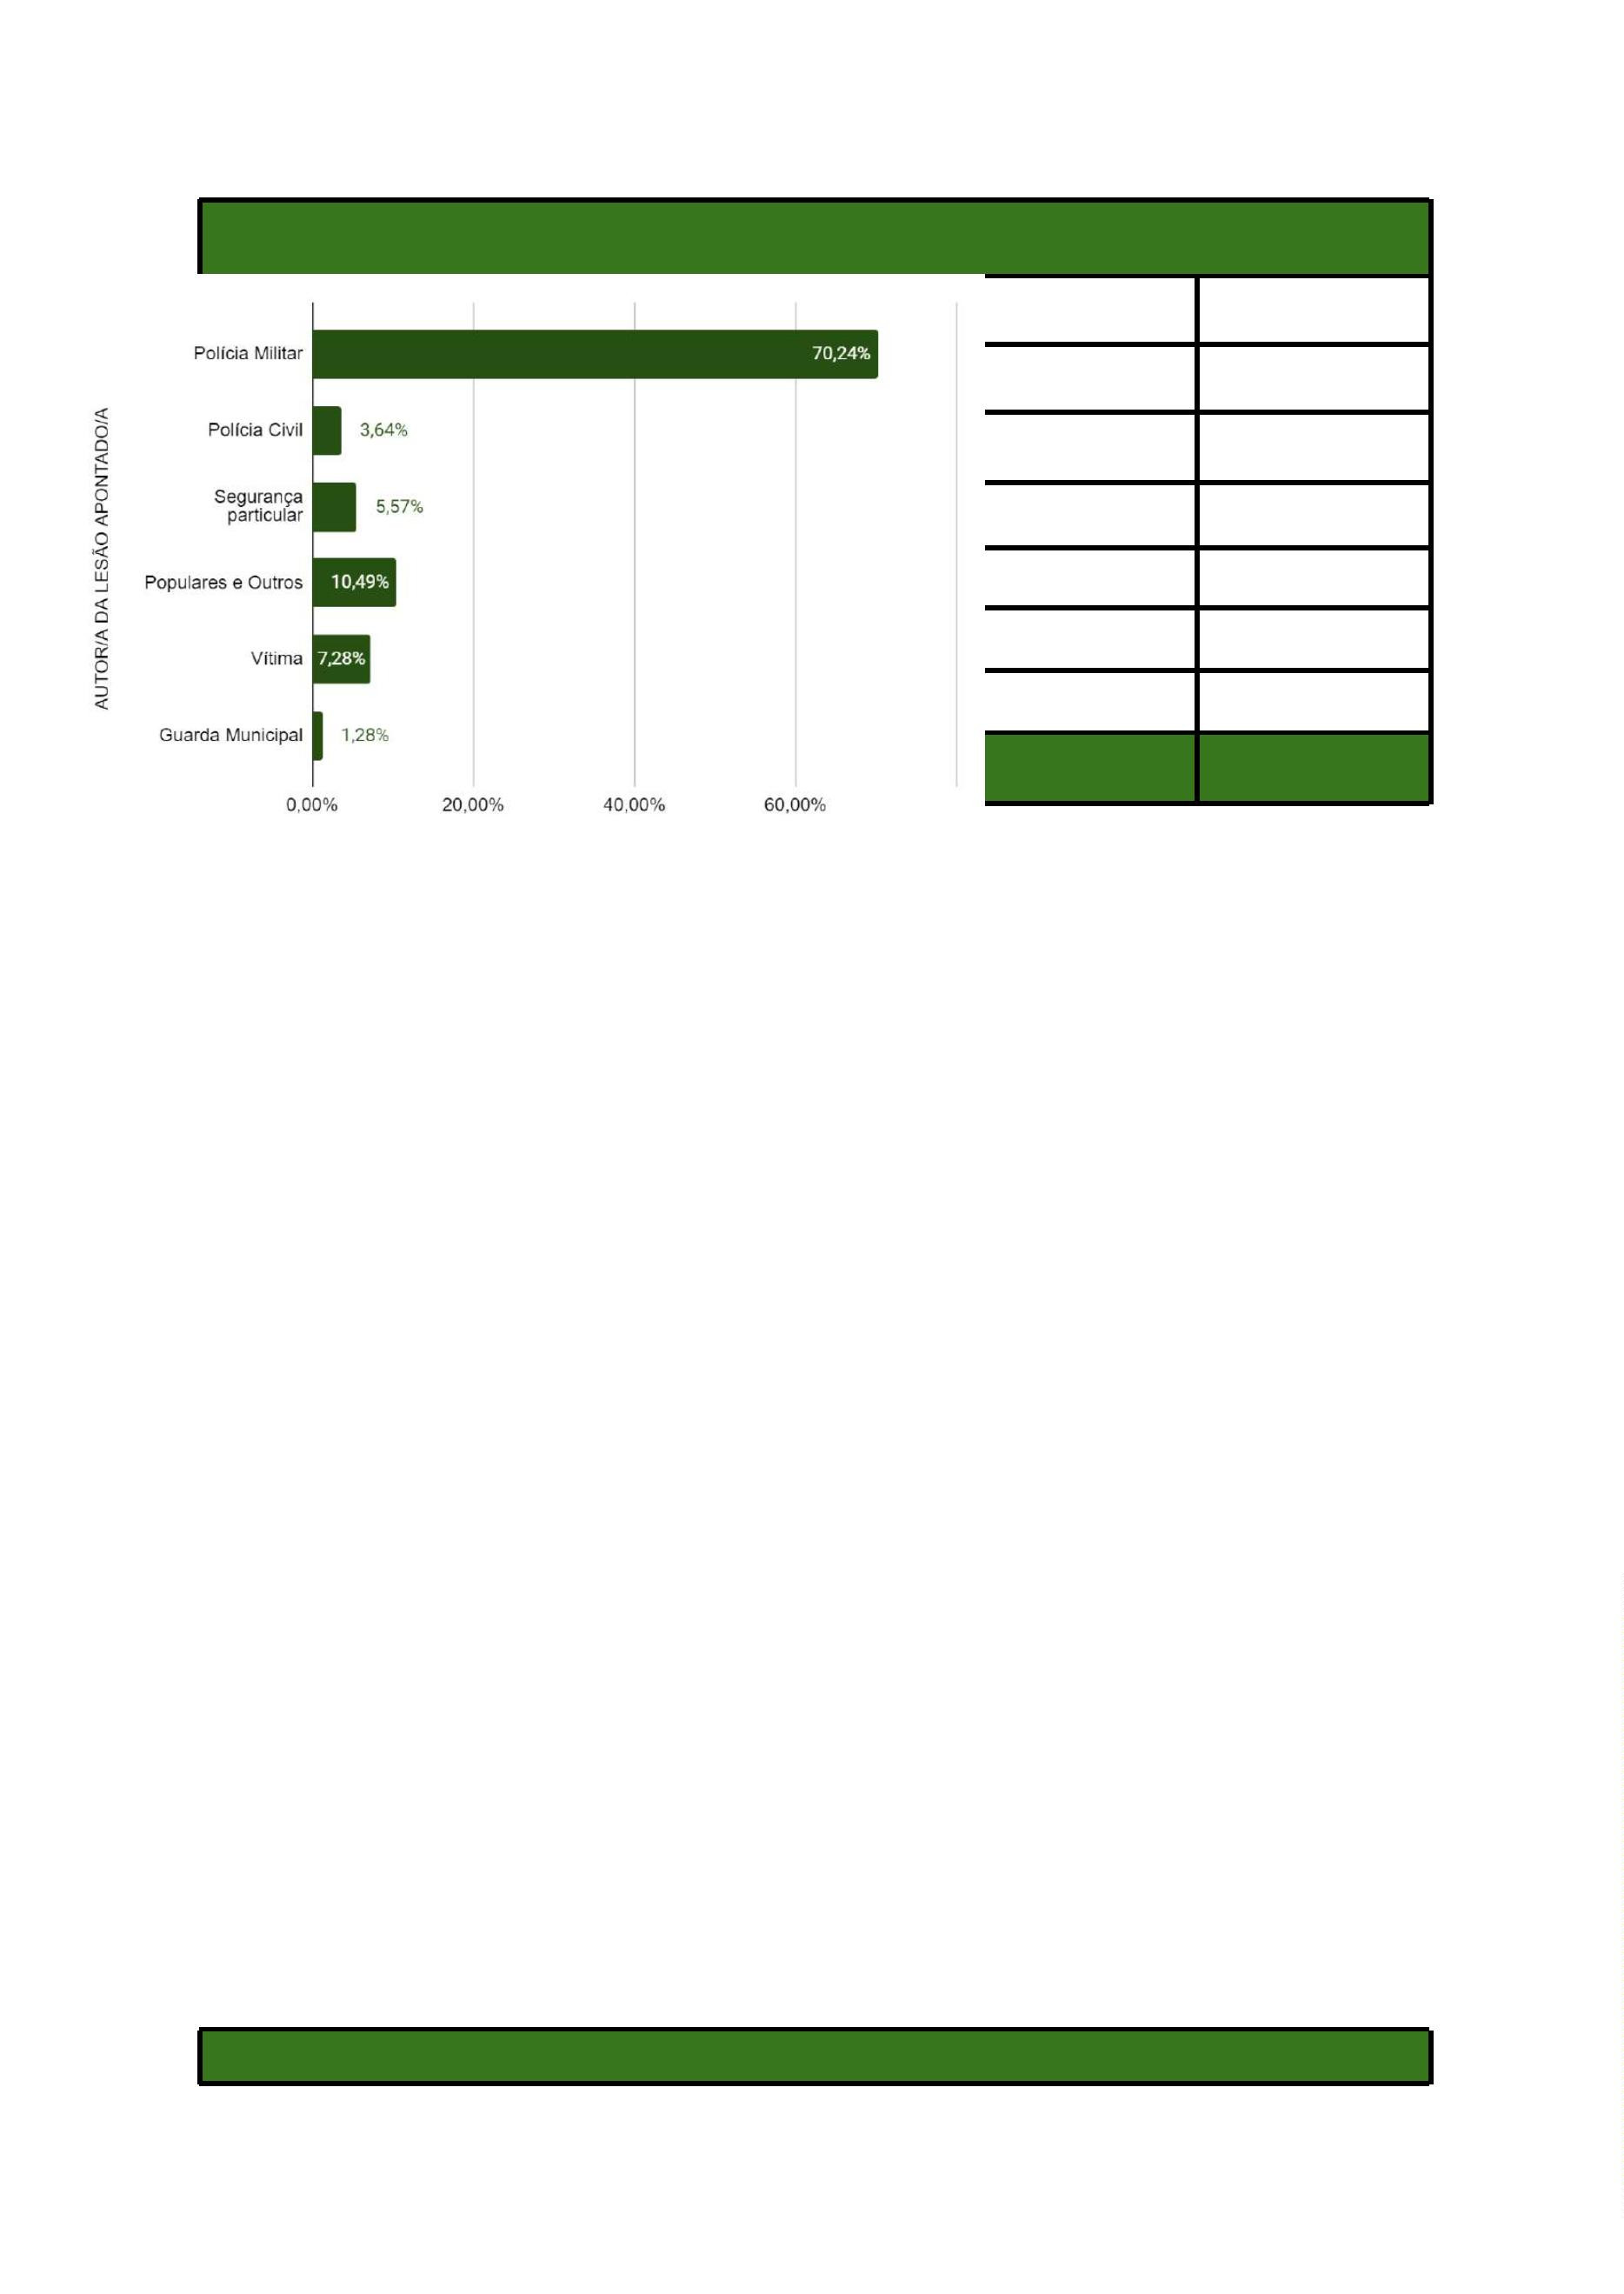 AUTOR/A DA LESÃO APONTADO/A
Polícia Militar 70,24%
Polícia Civil 3,64%
Segurança
particular 5,57%
Populares e Outros 10,49%
Vítima 7,28%
Guarda Municipal 1,28%
0,00% 20,00% 40,00% 60,00%